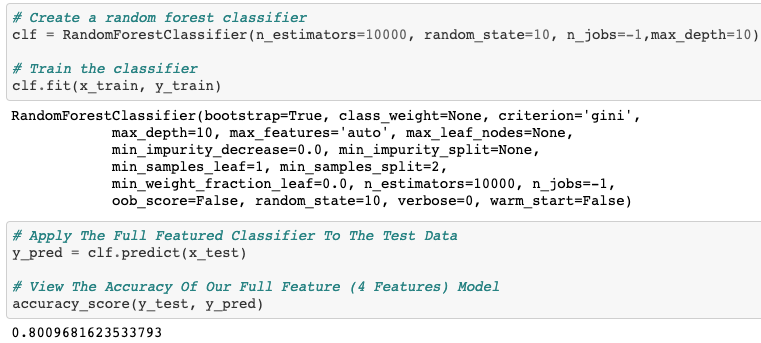 # Create a random forest classifier
clf = RandomForestClassifier(n_estimators=10000, random_state=10, n_jobs=-1,max_depth=10)
# Train the classifier
clf.fit(x_train, y_train)
RandomForestClassifier(bootstrap=True, class_weight=None, criterion='gini',
max_depth=10, max_features='auto', max_leaf_nodes=None,
min_impurity_decrease=0.0, min_impurity_split=None,
min_samples_leaf=1, min_samples_split=2,
min_weight_fraction_leaf=0.0, n_estimators=10000, n_jobs=-1,
oob_score=False, random_state=10, verbose=0, warm_start=False)
# Apply The Full Featured Classifier To The Test Data
y_pred = clf.predict(x_test)
# View The Accuracy Of Our Full Feature (4 Features) Model
accuracy_score(y_test, y_pred)
0.8009681623533793